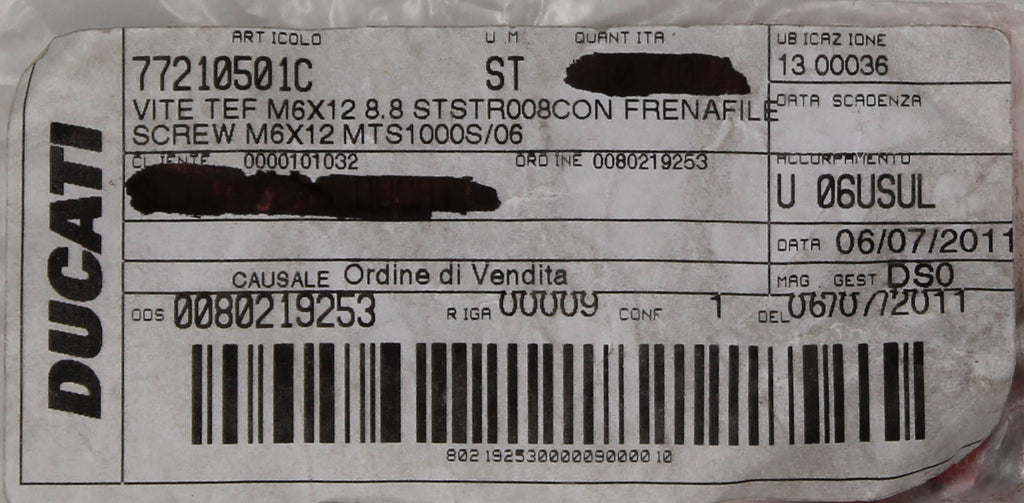 DUCATI
ARTICOLO U M QUANTITA' UBICAZIONE
77210501C ST 13 00036
VITE TEF M6X12 8.8 STSTR008CON FRENAFILE DATA SCADENZA
SCREW M6X12 MTS1000S/06
CLIENTE 0000101032 ORDINE 0080219253 ACCORPAMENTO
U 06USUL
DATA 06/07/2011
CAUSALE Ordine di Vendita MAG. GEST DS0
ODS 0080219253 RIGA 00009 CONF 1 DEL 06/07/2011
802192530000090000 10